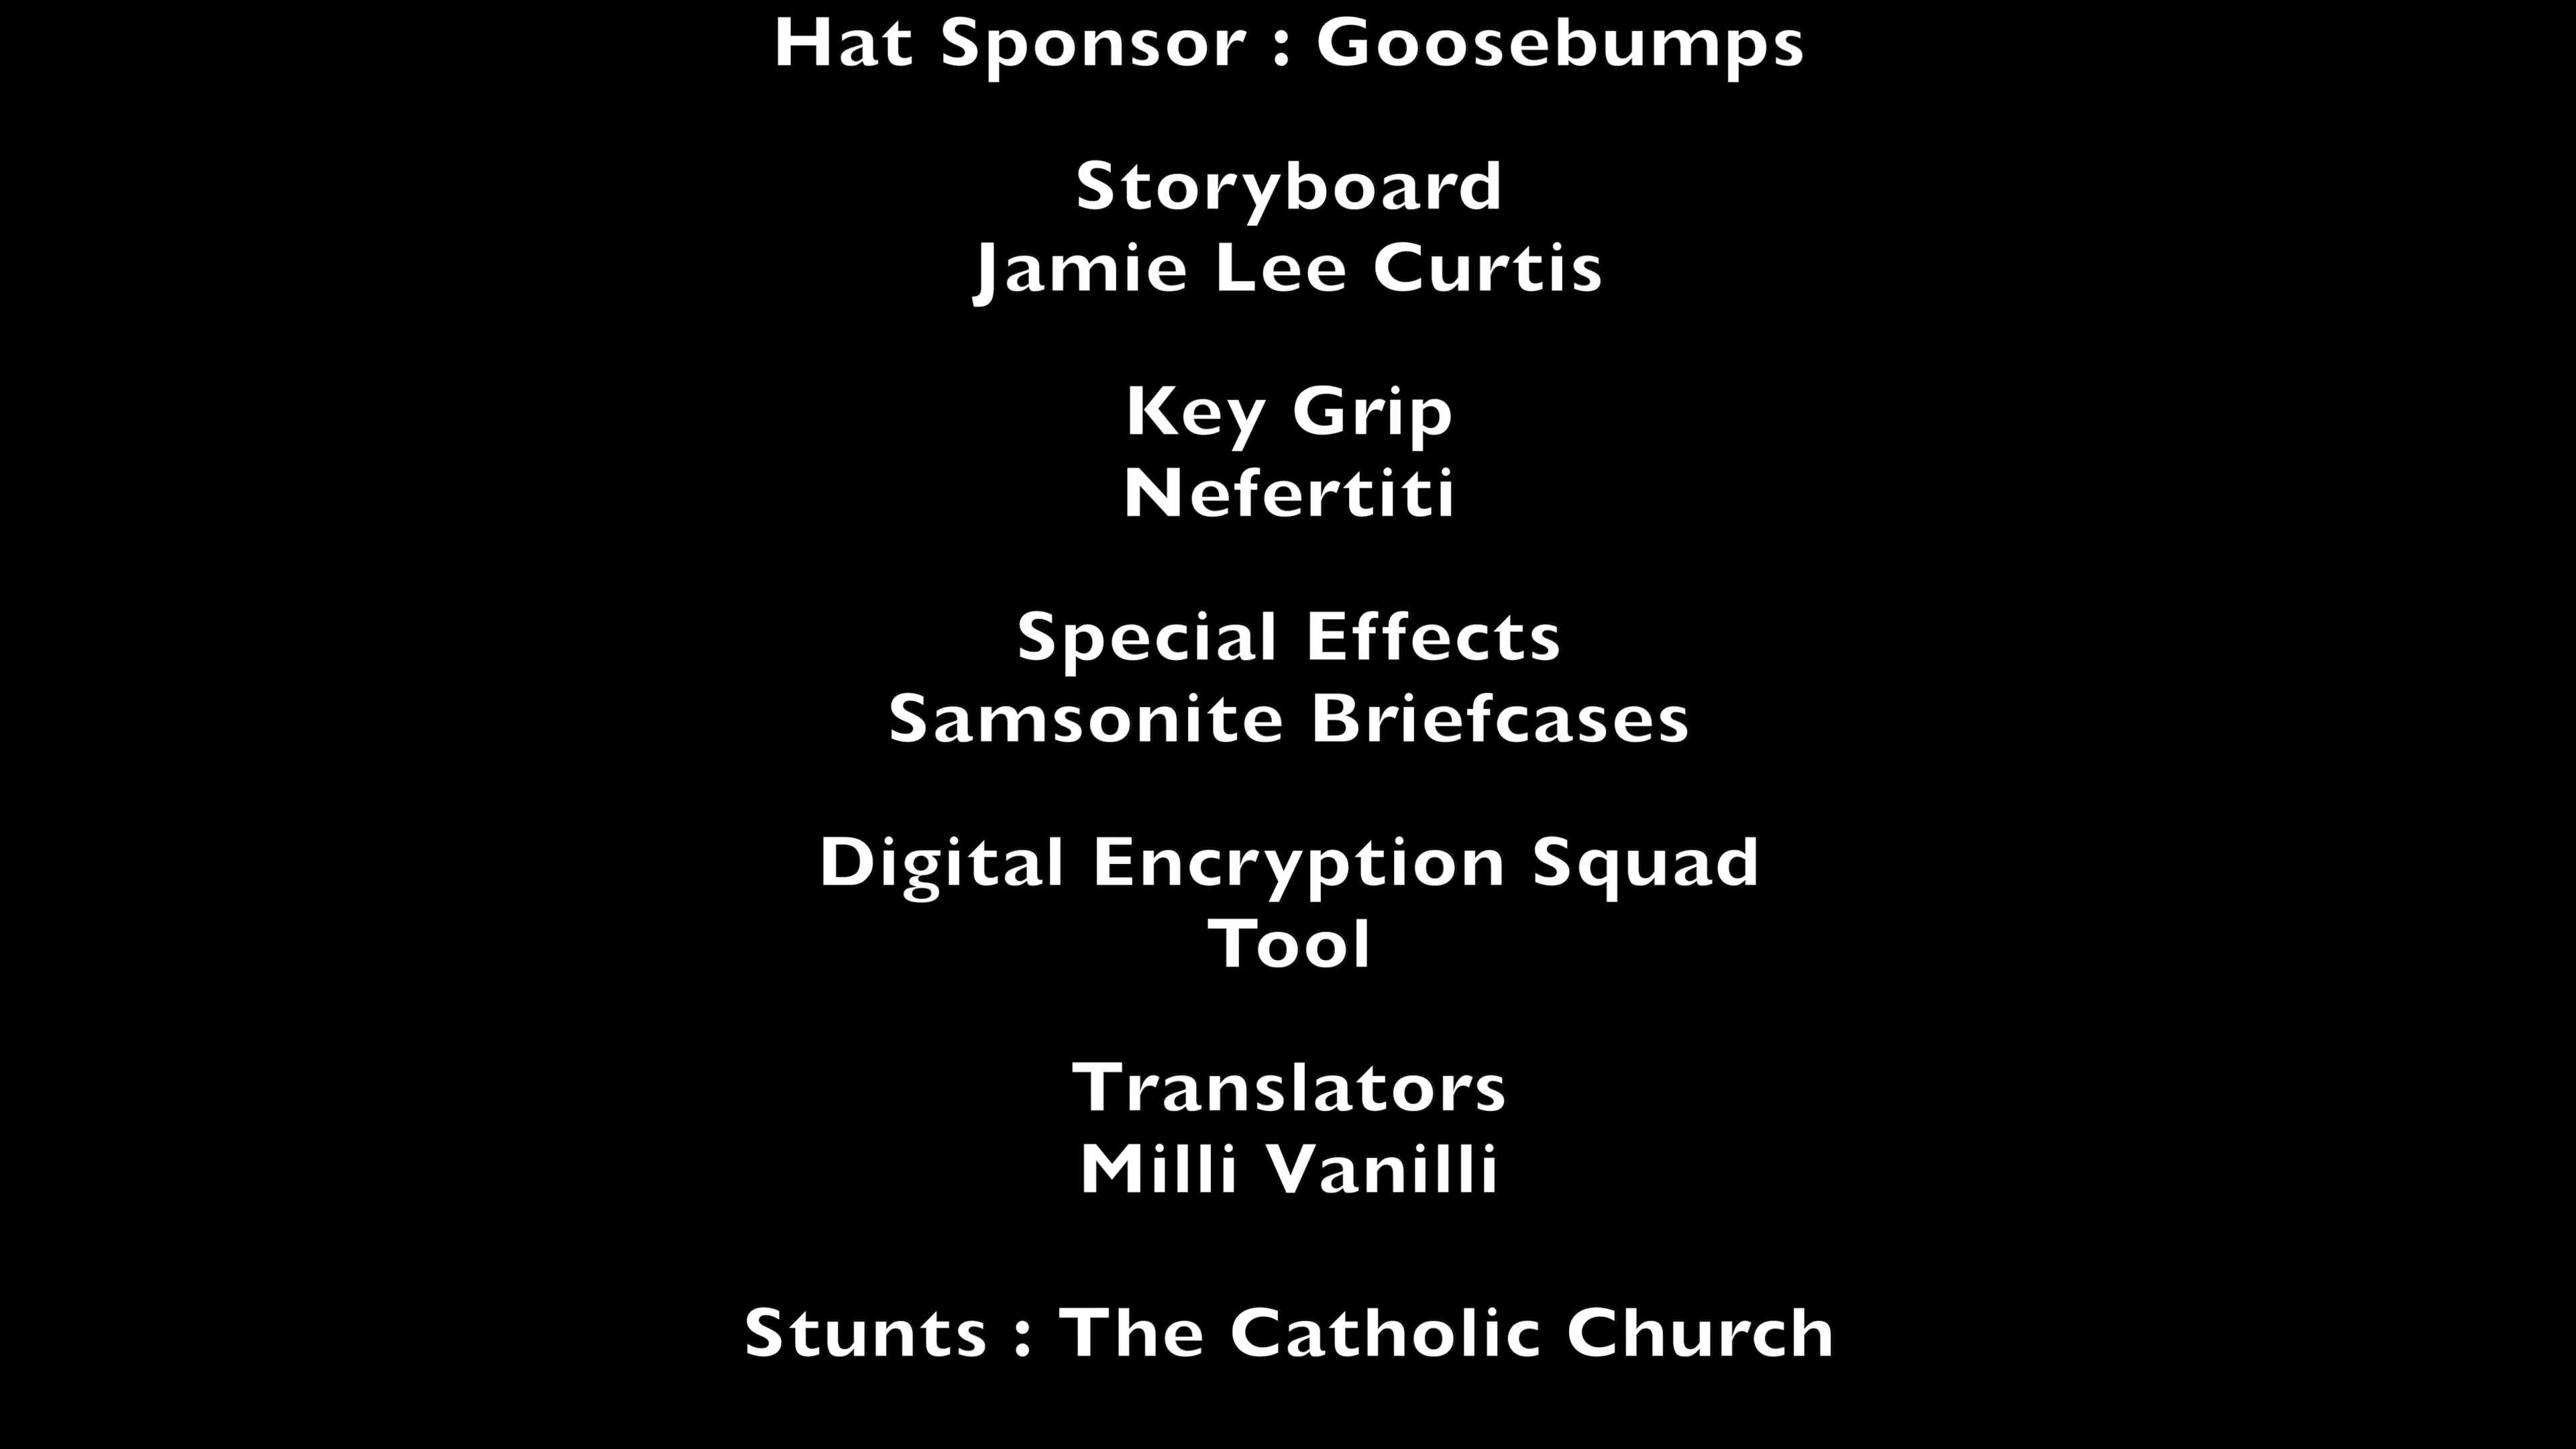 Hat Sponsor : Goosebumps
Storyboard
Jamie Lee Curtis
Key Grip
Nefertiti
Special Effects
Samsonite Briefcases
Digital Encryption Squad
Tool
Translators
Milli Vanilli
Stunts : The Catholic Church